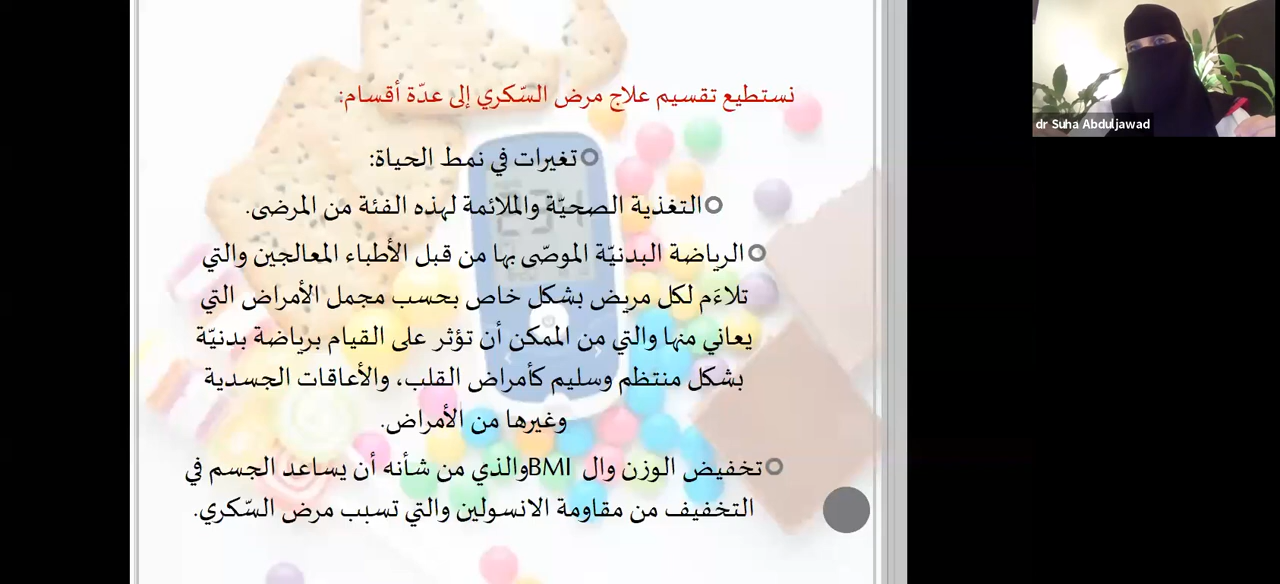 نستطيع تقسيم علاج مرض السّكري إلى عدّة أقسام:
تغيرات في نمط الحياة:
التغذية الصحيّة والملائمة لهذه الفئة من المرضى.
الرياضة البدنيّة الموصّى بها من قبل الأطباء المعالجين والتي
تلاءَم لكل مريض بشكل خاص بحسب مجمل الأمراض التي
يعاني منها والتي من الممكن أن تؤثر على القيام برياضة بدنيّة
بشكل منتظم وسليم كأمراض القلب، والأعاقات الجسدية
وغيرها من الأمراض.
تخفيض الوزن وال BMIوالذي من شأنه أن يساعد الجسم في
التخفيف من مقاومة الانسولين والتي تسبب مرض السّكري.
dr Suha Abduljawad